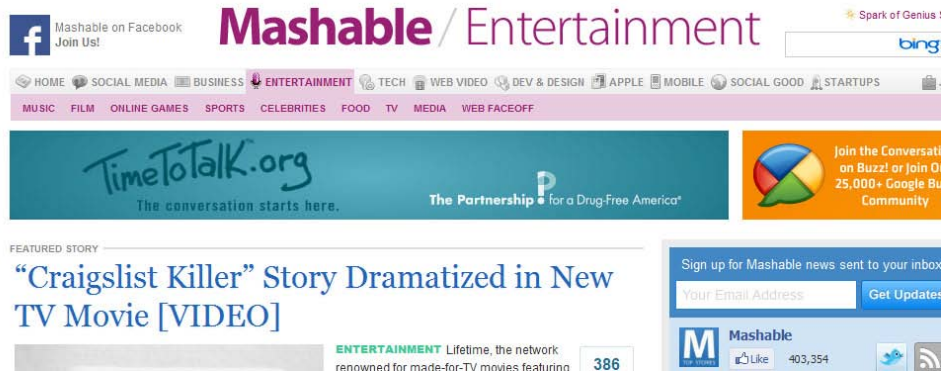 Mashable on Facebook
Join Us!
Mashable / Entertainment
Spark of Genius
bing
HOME SOCIAL MEDIA BUSINESS ENTERTAINMENT TECH WEB VIDEO DEV & DESIGN APPLE MOBILE SOCIAL GOOD STARTUPS
MUSIC FILM ONLINE GAMES SPORTS CELEBRITIES FOOD TV MEDIA WEB FACEOFF
TimeToTalk.org
The conversation starts here.
The Partnership for a Drug-Free America®
Join the Conversati
on Buzz! or Join O
25,000+ Google Bu
Community
FEATURED STORY
“Craigslist Killer” Story Dramatized in New
TV Movie [VIDEO]
ENTERTAINMENT Lifetime, the network
renowned for made-for-TV movies featuring
386
Sign up for Mashable news sent to your inbox
Your Email Address
Get Updates
M
TOP STORIES
Mashable
Like 403,354